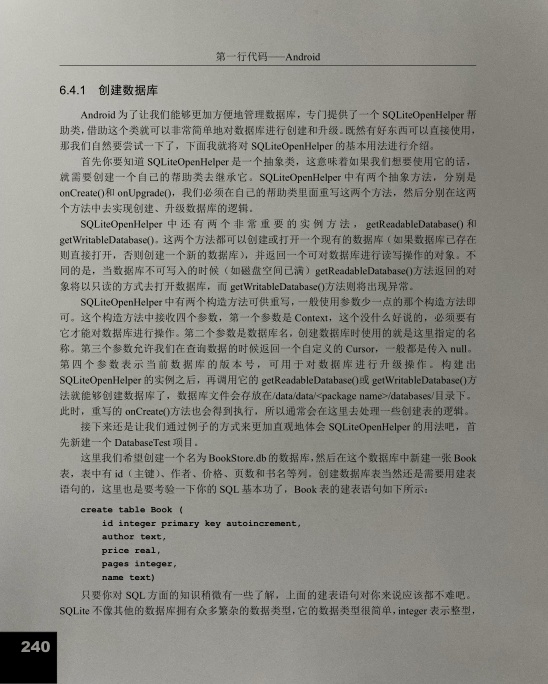 第一行代码——Android
6.4.1 创建数据库
Android 为了让我们能够更加方便地管理数据库，专门提供了一个 SQLiteOpenHelper 帮
助类，借助这个类就可以非常简单地对数据库进行创建和升级。既然有好东西可以直接使用，
那我们自然要尝试一下了，下面我就将对 SQLiteOpenHelper 的基本用法进行介绍。
首先你要知道 SQLiteOpenHelper 是一个抽象类，这意味着如果我们想要使用它的话，
就需要创建一个自己的帮助类去继承它。SQLiteOpenHelper 中有两个抽象方法，分别是
onCreate()和 onUpgrade()，我们必须在自己的帮助类里面重写这两个方法，然后分别在这两
个方法中去实现创建、升级数据库的逻辑。
SQLiteOpenHelper 中还有两个非常重要的实例方法，getReadableDatabase() 和
getWritableDatabase()。这两个方法都可以创建或打开一个现有的数据库（如果数据库已存在
则直接打开，否则创建一个新的数据库），并返回一个可对数据库进行读写操作的对象。不
同的是，当数据库不可写入的时候（如磁盘空间已满）getReadableDatabase()方法返回的对
象将以只读的方式去打开数据库，而 getWritableDatabase()方法则将出现异常。
SQLiteOpenHelper 中有两个构造方法可供重写，一般使用参数少一点的那个构造方法即
可。这个构造方法中接收四个参数，第一个参数是 Context，这个没什么好说的，必须要有
它才能对数据库进行操作。第二个参数是数据库名，创建数据库时使用的就是这里指定的名
称。第三个参数允许我们在查询数据的时候返回一个自定义的 Cursor，一般都是传入 null。
第四个参数表示当前数据库的版本号，可用于对数据库进行升级操作。构建出
SQLiteOpenHelper 的实例之后，再调用它的 getReadableDatabase()或 getWritableDatabase()方
法就能够创建数据库了，数据库文件会存放在/data/data/<package name>/databases/目录下。
此时，重写的 onCreate()方法也会得到执行，所以通常会在这里去处理一些创建表的逻辑。
接下来还是让我们通过例子的方式来更加直观地体会 SQLiteOpenHelper 的用法吧，首
先新建一个 DatabaseTest 项目。
这里我们希望创建一个名为 BookStore.db 的数据库，然后在这个数据库中新建一张 Book
表，表中有 id（主键）、作者、价格、页数和书名等列。创建数据库表当然还是需要用建表
语句的，这里也是要考验一下你的 SQL 基本功了，Book 表的建表语句如下所示：
create table Book (
id integer primary key autoincrement,
author text,
price real,
pages integer,
name text)
只要你对 SQL 方面的知识稍微有一些了解，上面的建表语句对你来说应该都不难吧。
SQLite 不像其他的数据库拥有众多繁杂的数据类型，它的数据类型很简单，integer 表示整型，
240